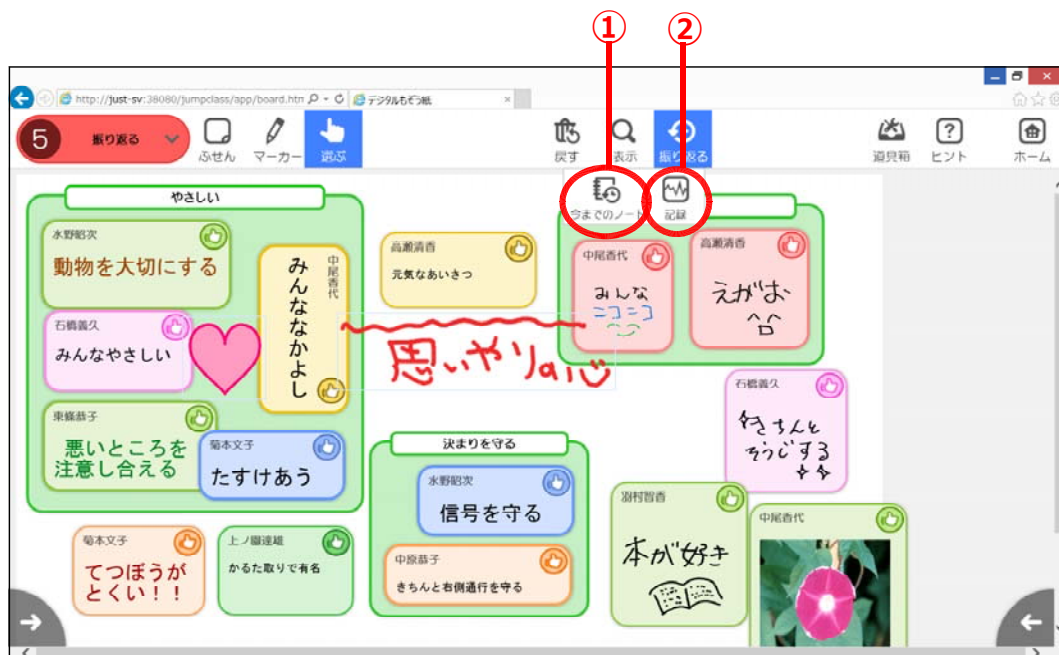 ① ②
http://just-sv:38080/jumpclass/app/board.htm
デジタルもぞう紙
5 振り返る
ふせん マーカー 選ぶ
戻す 表示 振り返る
道具箱 ヒント ホーム
今までのノート 記録
やさしい
水野昭次
動物を大切にする
中尾香代
みんななかよし
石橋義久
みんなやさしい
東條恭子
悪いところを
注意し合える
菊本文子
たすけあう
高瀬清香
元気なあいさつ
思いやりの心
中尾香代
みんな
ニコニコ
高瀬清香
えがお
決まりを守る
水野昭次
信号を守る
中原恭子
きちんと右側通行を守る
石橋義久
きちんと
そうじする
羽村智香
本が好き
中尾香代
菊本文子
てつぼうが
とくい！！
上ノ園達雄
かるた取りで有名